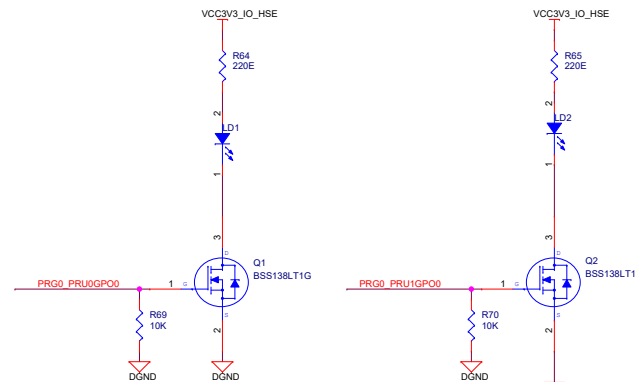 VCC3V3_IO_HSE
R64
220E
2
LD1
1
3
D
Q1
BSS138LT1G
PRG0_PRU0GPO0
1
G
S
R69
10K
2
DGND
DGND
VCC3V3_IO_HSE
R65
220E
2
LD2
1
3
D
Q2
BSS138LT1
PRG0_PRU1GPO0
1
G
S
R70
10K
2
DGND